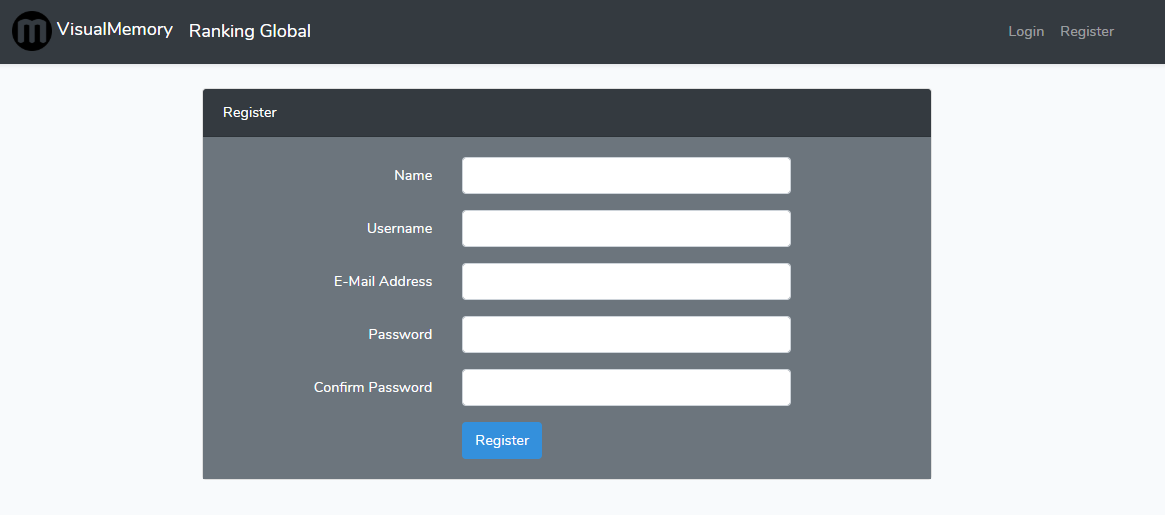 VisualMemory Ranking Global Login Register
Register
Name
Username
E-Mail Address
Password
Confirm Password
Register